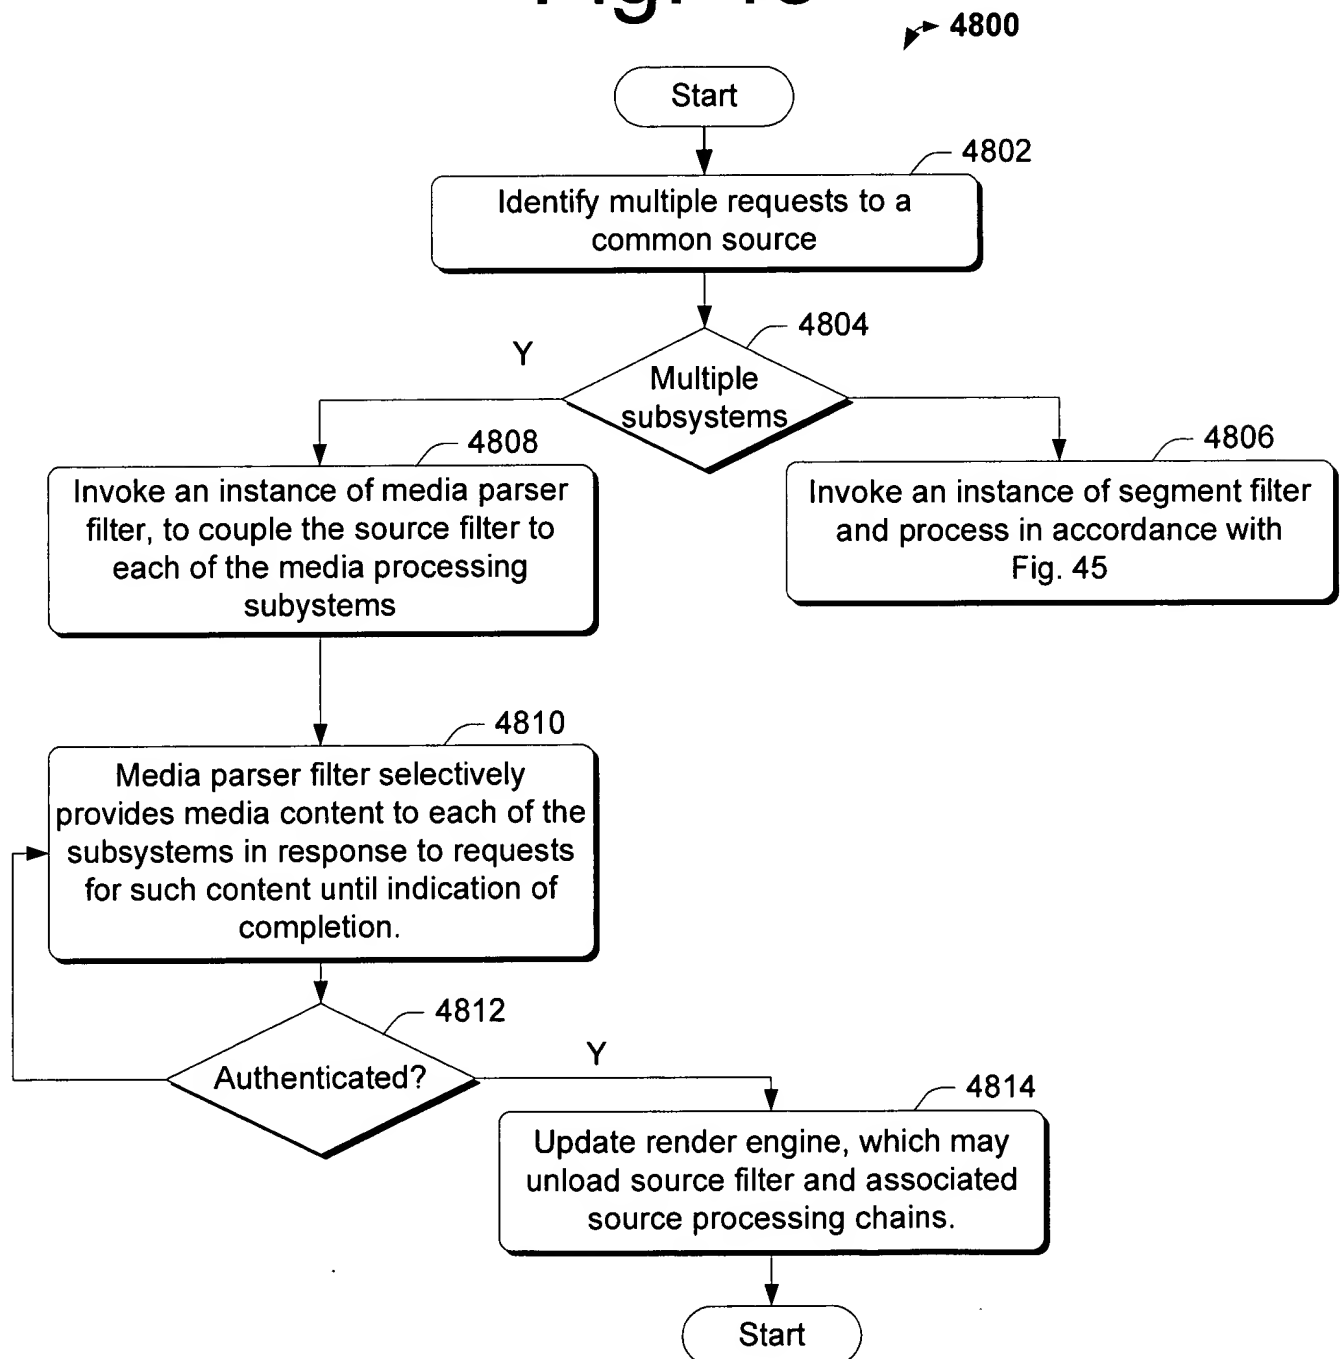 4800
Start
4802
Identify multiple requests to a
common source
4804
Y
Multiple
subsystems
4808
Invoke an instance of media parser
filter, to couple the source filter to
each of the media processing
subystems
4806
Invoke an instance of segment filter
and process in accordance with
Fig. 45
4810
Media parser filter selectively
provides media content to each of the
subsystems in response to requests
for such content until indication of
completion.
4812
Authenticated?
Y
4814
Update render engine, which may
unload source filter and associated
source processing chains.
Start